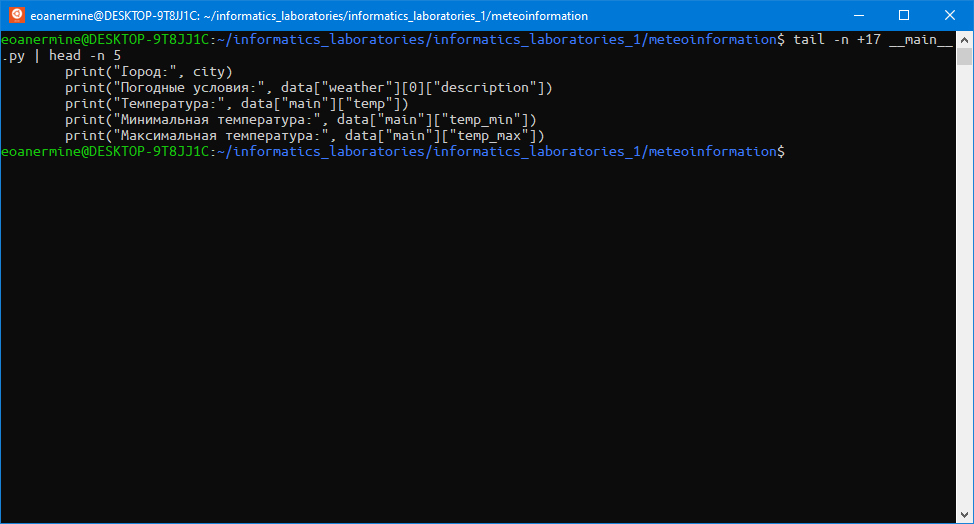 eoanermine@DESKTOP-9T8JJ1C: ~/informatics_laboratories/informatics_laboratories_1/meteoinformation
eoanermine@DESKTOP-9T8JJ1C:~/informatics_laboratories/informatics_laboratories_1/meteoinformation$ tail -n +17 __main__
.py | head -n 5
        print("Город:", city)
        print("Погодные условия:", data["weather"][0]["description"])
        print("Температура:", data["main"]["temp"])
        print("Минимальная температура:", data["main"]["temp_min"])
        print("Максимальная температура:", data["main"]["temp_max"])
eoanermine@DESKTOP-9T8JJ1C:~/informatics_laboratories/informatics_laboratories_1/meteoinformation$